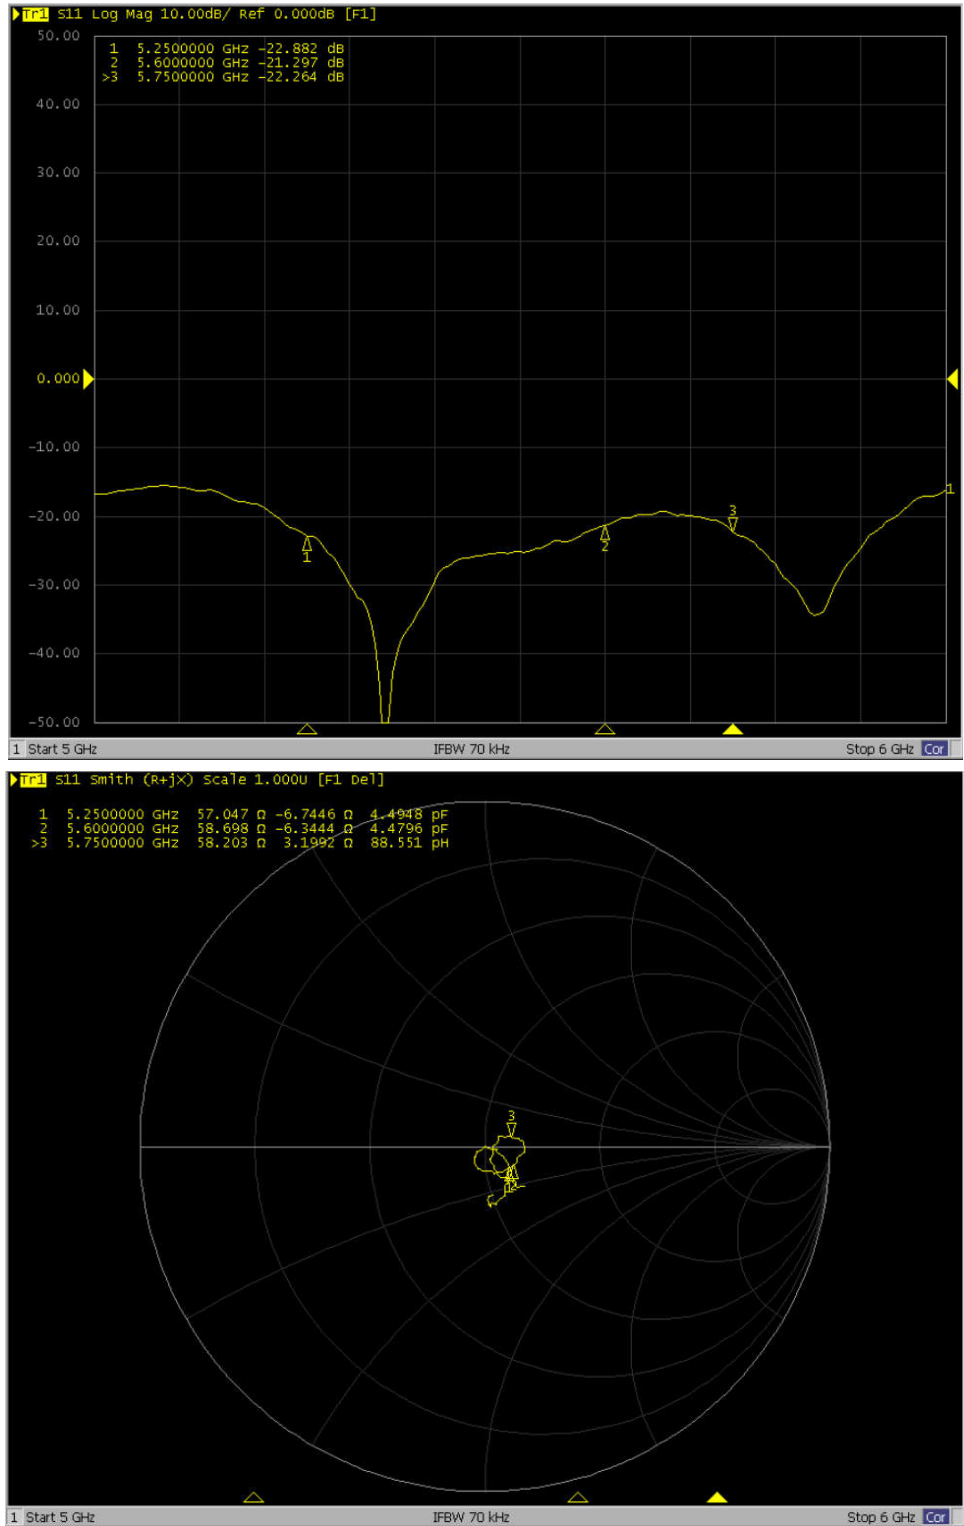 Tr1 S11 Log Mag 10.00dB/ Ref 0.000dB [F1]
50.00
1 5.2500000 GHz -22.882 dB
2 5.6000000 GHz -21.297 dB
>3 5.7500000 GHz -22.264 dB
40.00
30.00
20.00
10.00
0.000
-10.00
-20.00
-30.00
-40.00
-50.00
1
2
3
1
1 Start 5 GHz IFBW 70 kHz Stop 6 GHz Cor
Tr1 S11 Smith (R+jX) Scale 1.000U [F1 Del]
1 5.2500000 GHz 57.047 Ω -6.7446 Ω 4.4948 pF
2 5.6000000 GHz 58.698 Ω -6.3444 Ω 4.4796 pF
>3 5.7500000 GHz 58.203 Ω 3.1992 Ω 88.551 pH
3
1
2
1 Start 5 GHz IFBW 70 kHz Stop 6 GHz Cor